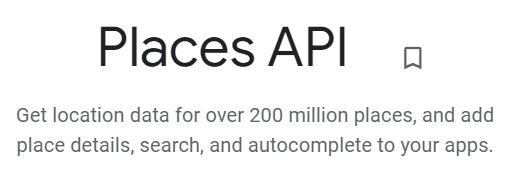 Places API
Get location data for over 200 million places, and add
place details, search, and autocomplete to your apps.